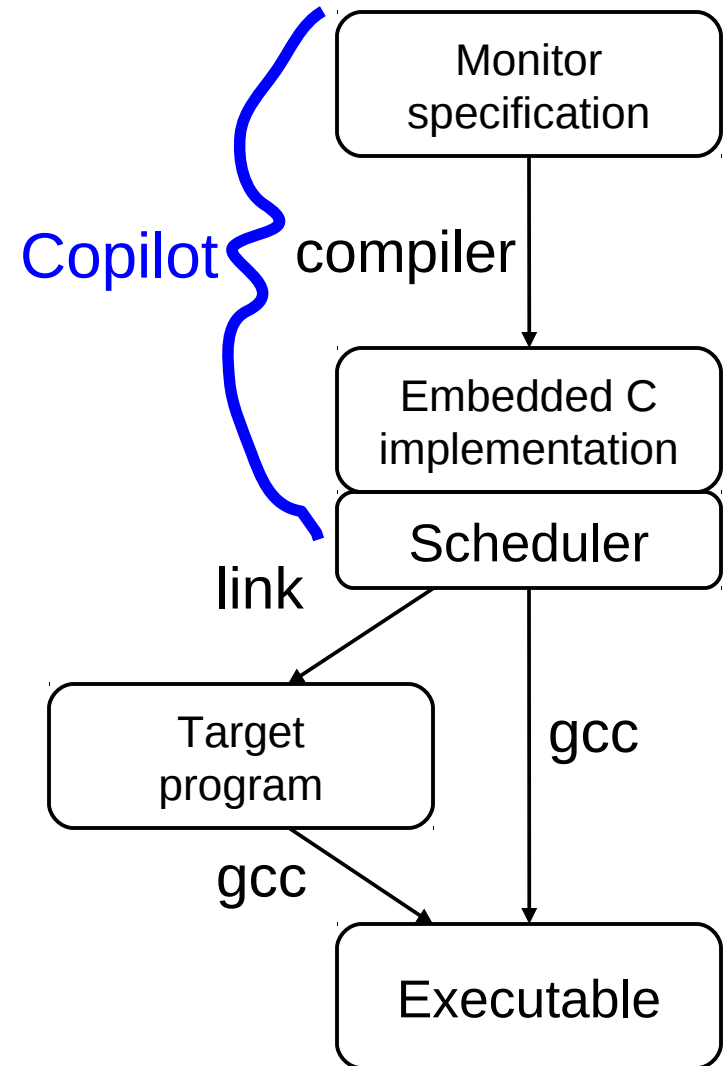 Monitor
specification
Copilot
compiler
Embedded C
implementation
Scheduler
link
Target
program
gcc
gcc
Executable